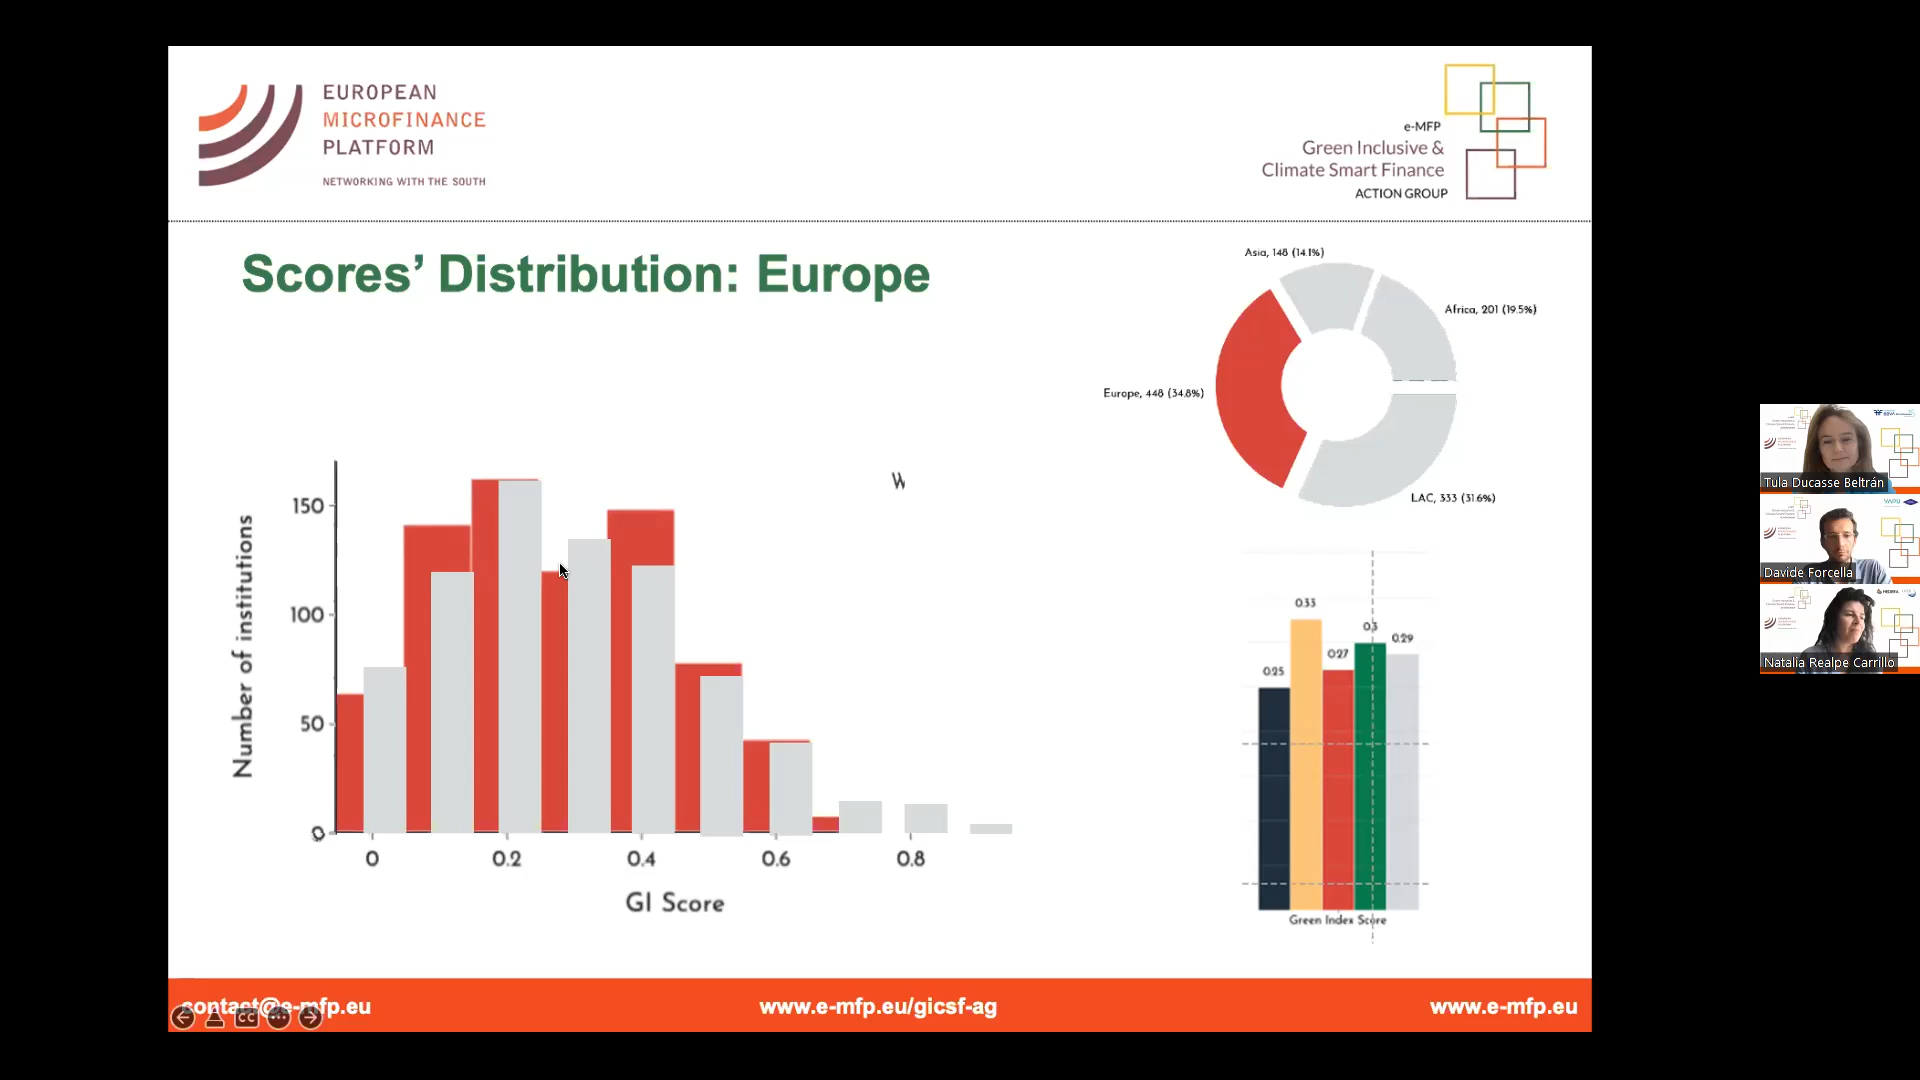 EUROPEAN
MICROFINANCE
PLATFORM
NETWORKING WITH THE SOUTH
e-MFP
Green Inclusive &
Climate Smart Finance
ACTION GROUP
Scores’ Distribution: Europe
Asia, 148 (14.1%)
Africa, 201 (19.5%)
Europe, 448 (34.8%)
LAC, 333 (31.6%)
W
Number of institutions
150
100
50
0
0 0.2 0.4 0.6 0.8
GI Score
0.25
0.33
0.27
0.3
0.29
Green Index Score
contact@e-mfp.eu
www.e-mfp.eu/gicsf-ag
www.e-mfp.eu
CC
Tula Ducasse Beltrán
Davide Forcella
Natalia Realpe Carrillo